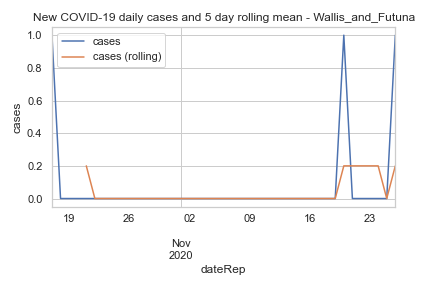 New COVID-19 daily cases and 5 day rolling mean - Wallis_and_Futuna
cases
cases (rolling)
1.0
0.8
0.6
0.4
0.2
0.0
cases
19 26 02 09 16 23
Nov
2020
dateRep